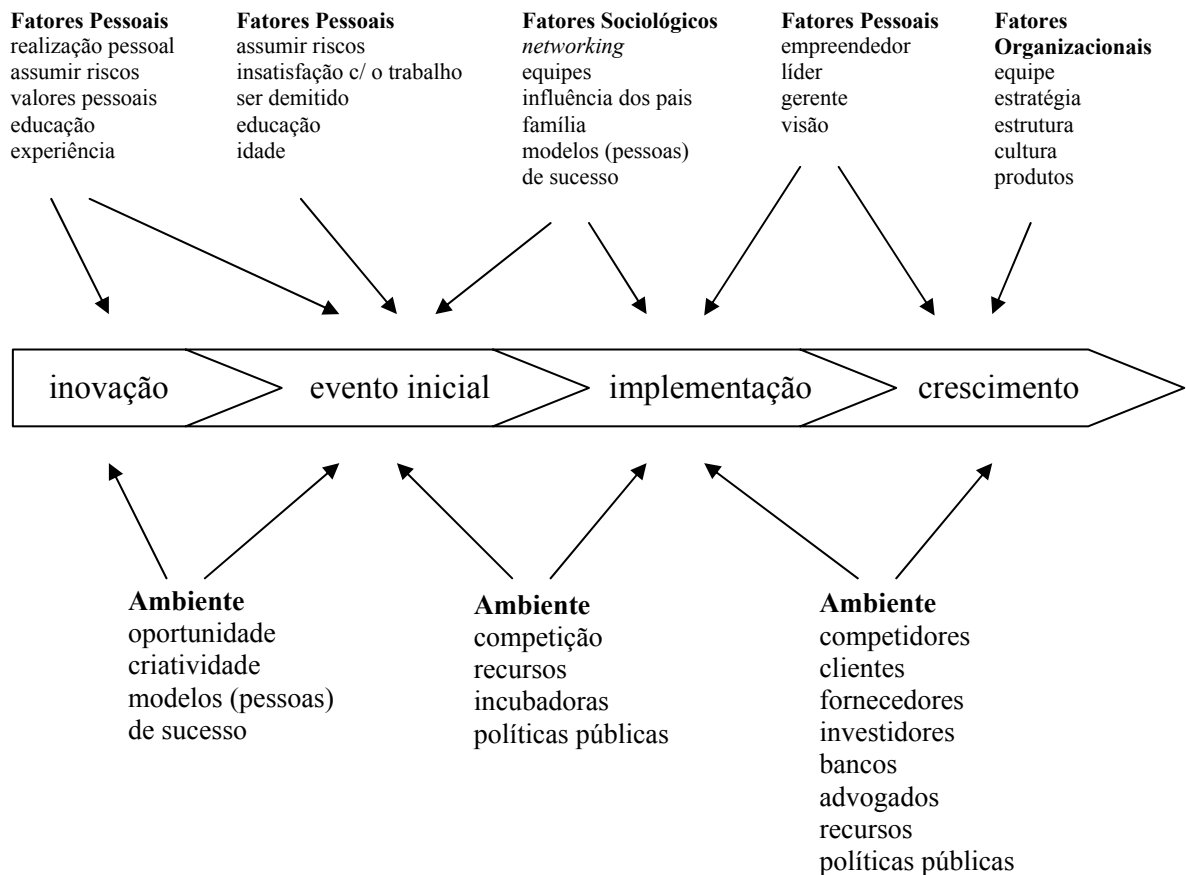 Fatores Pessoais
realização pessoal
assumir riscos
valores pessoais
educação
experiência
Fatores Pessoais
assumir riscos
insatisfação c/ o trabalho
ser demitido
educação
idade
Fatores Sociológicos
networking
equipes
influência dos pais
família
modelos (pessoas)
de sucesso
Fatores Pessoais
empreendedor
líder
gerente
visão
Fatores
Organizacionais
equipe
estratégia
estrutura
cultura
produtos
inovação
evento inicial
implementação
crescimento
Ambiente
oportunidade
criatividade
modelos (pessoas)
de sucesso
Ambiente
competição
recursos
incubadoras
políticas públicas
Ambiente
competidores
clientes
fornecedores
investidores
bancos
advogados
recursos
políticas públicas